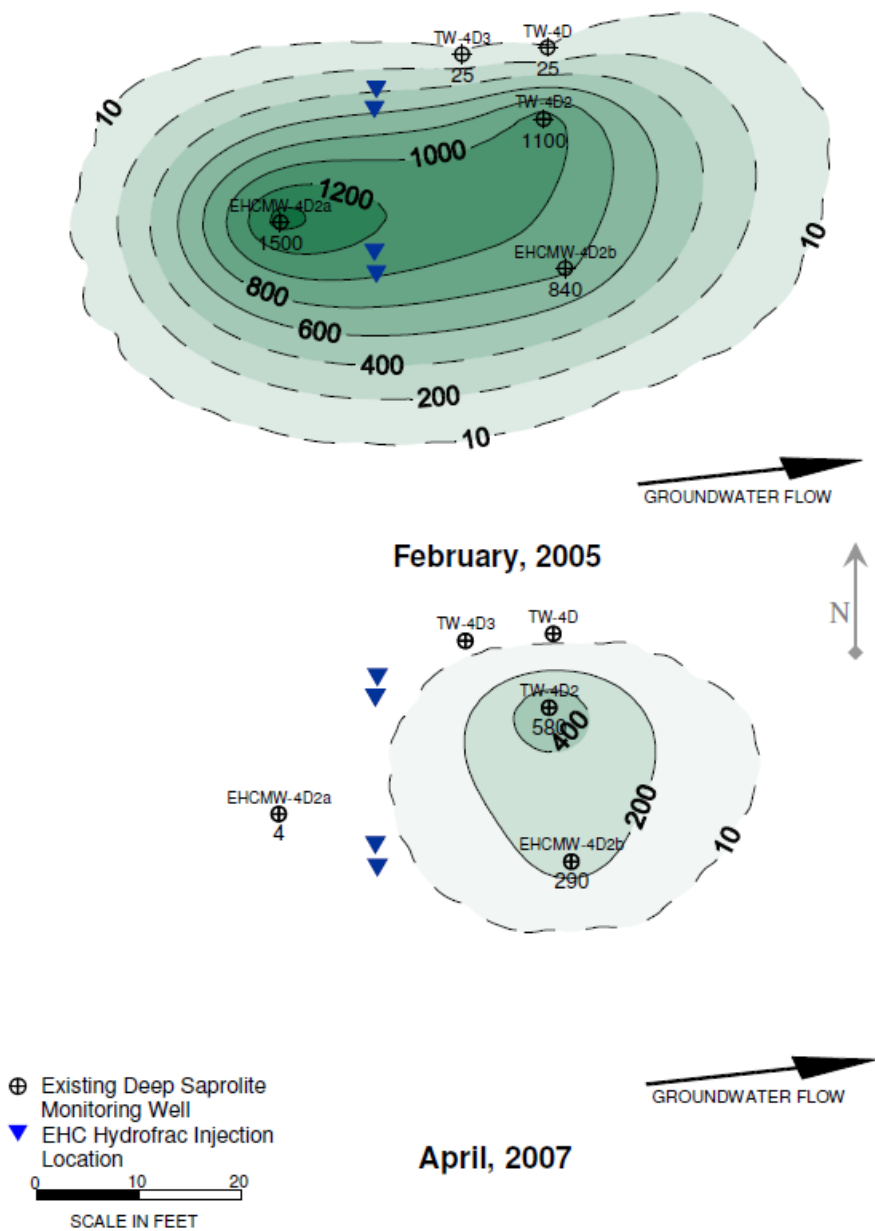 TW-4D3
TW-4D
25
25
10
TW-4D2
1100
1000
1200
EHCMW-4D2a
1500
EHCMW-4D2b
840
10
800
600
400
200
10
GROUNDWATER FLOW
February, 2005
N
TW-4D3
TW-4D
TW-4D2
580
400
EHCMW-4D2a
4
200
10
EHCMW-4D2b
290
Existing Deep Saprolite
Monitoring Well
EHC Hydrofrac Injection
Location
GROUNDWATER FLOW
April, 2007
0 10 20
SCALE IN FEET